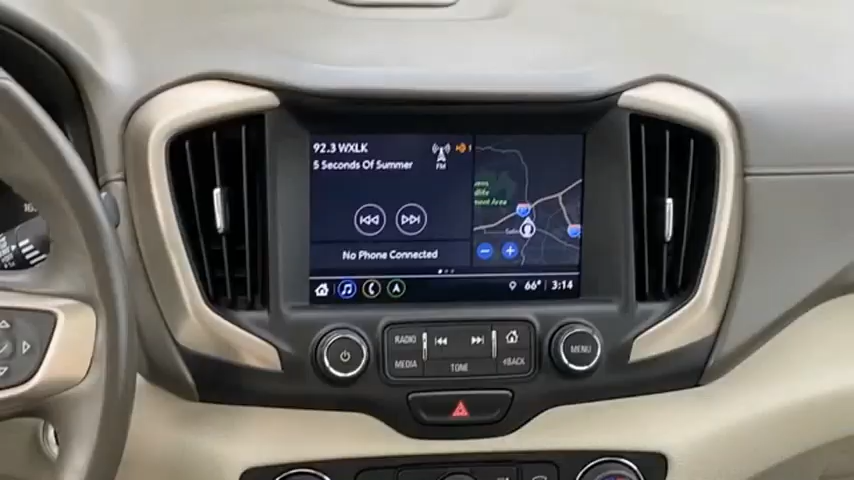 92.3 WXLK
5 Seconds Of Summer
FM
No Phone Connected
66°
3:14
RADIO
MEDIA
TONE
BACK
MENU